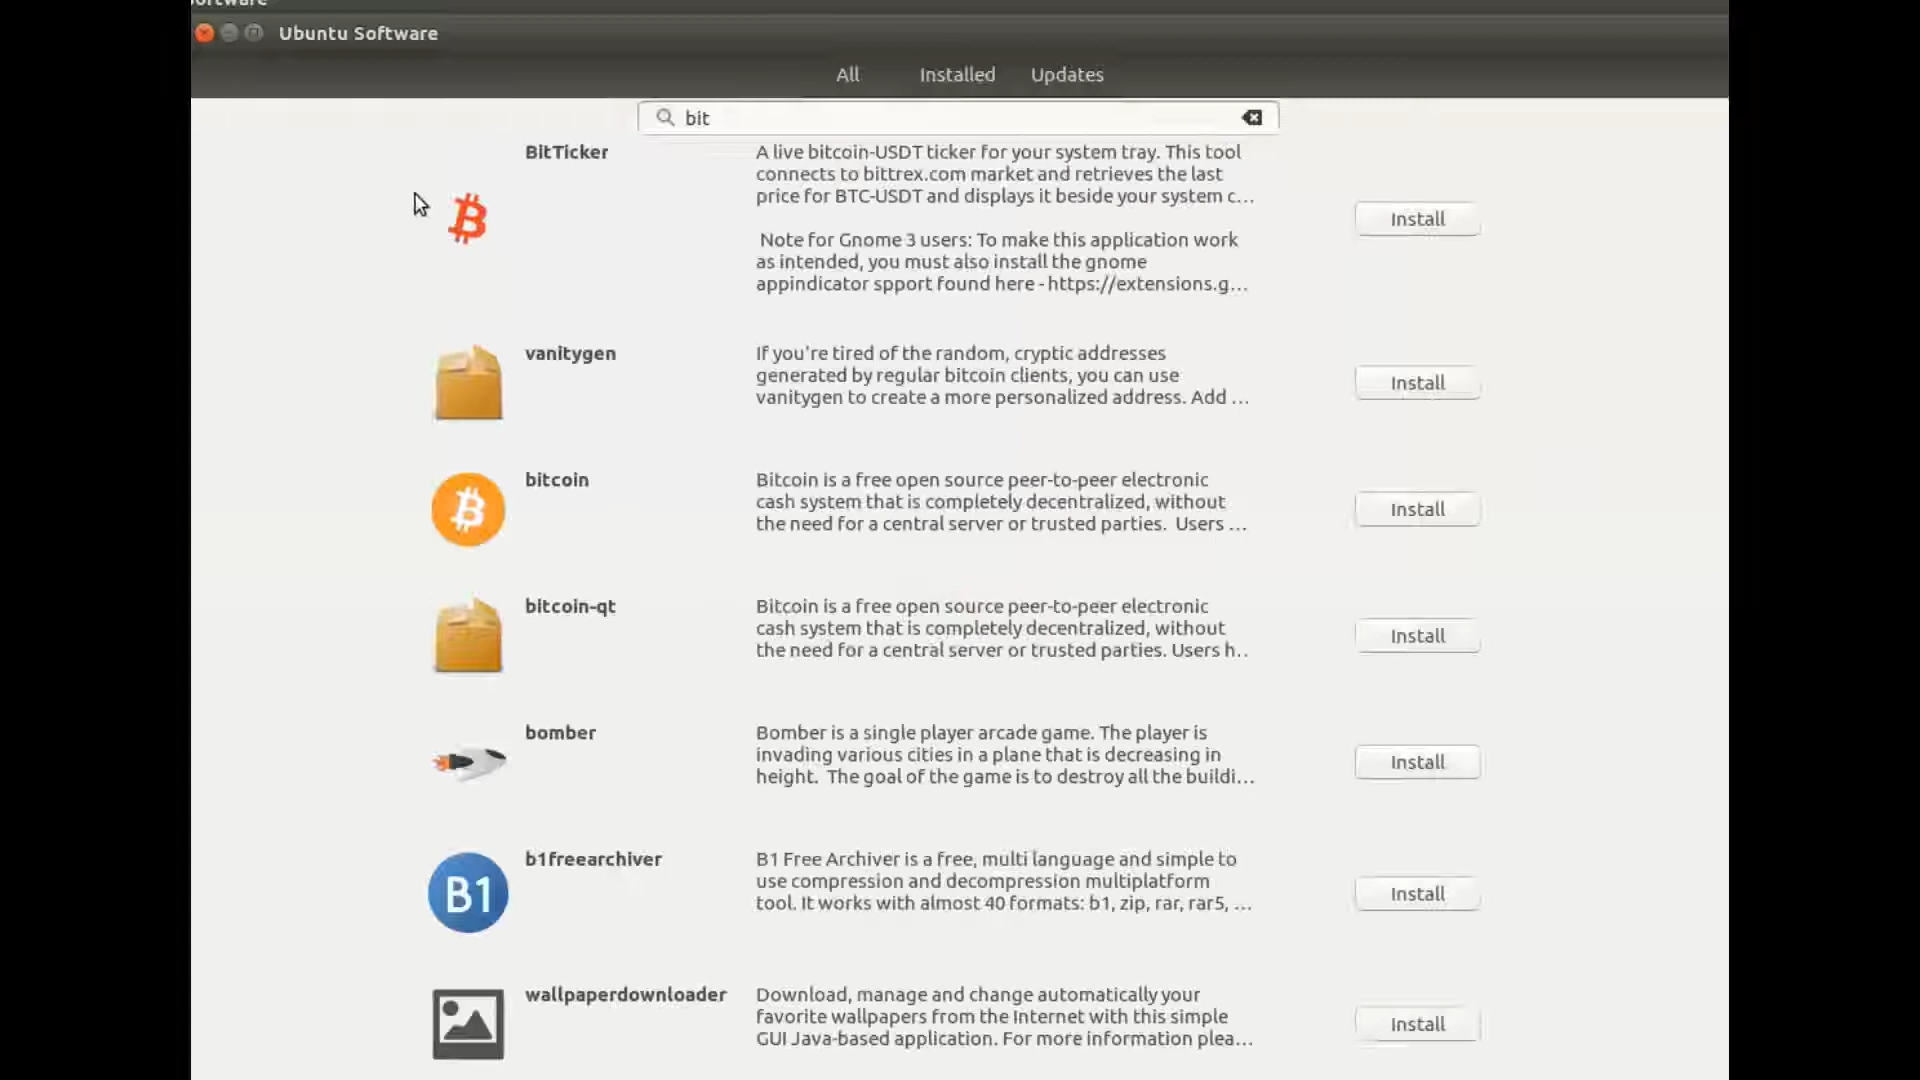 Software
Ubuntu Software
All Installed Updates
bit
BitTicker
A live bitcoin-USDT ticker for your system tray. This tool
connects to bittrex.com market and retrieves the last
price for BTC-USDT and displays it beside your system c...
Note for Gnome 3 users: To make this application work
as intended, you must also install the gnome
appindicator spport found here - https://extensions.g...
Install
vanitygen
If you're tired of the random, cryptic addresses
generated by regular bitcoin clients, you can use
vanitygen to create a more personalized address. Add ...
Install
bitcoin
Bitcoin is a free open source peer-to-peer electronic
cash system that is completely decentralized, without
the need for a central server or trusted parties.  Users ...
Install
bitcoin-qt
Bitcoin is a free open source peer-to-peer electronic
cash system that is completely decentralized, without
the need for a central server or trusted parties. Users h..
Install
bomber
Bomber is a single player arcade game. The player is
invading various cities in a plane that is decreasing in
height.  The goal of the game is to destroy all the buildi...
Install
B1
b1freearchiver
B1 Free Archiver is a free, multi language and simple to
use compression and decompression multiplatform
tool. It works with almost 40 formats: b1, zip, rar, rar5, ...
Install
wallpaperdownloader
Download, manage and change automatically your
favorite wallpapers from the Internet with this simple
GUI Java-based application. For more information plea...
Install